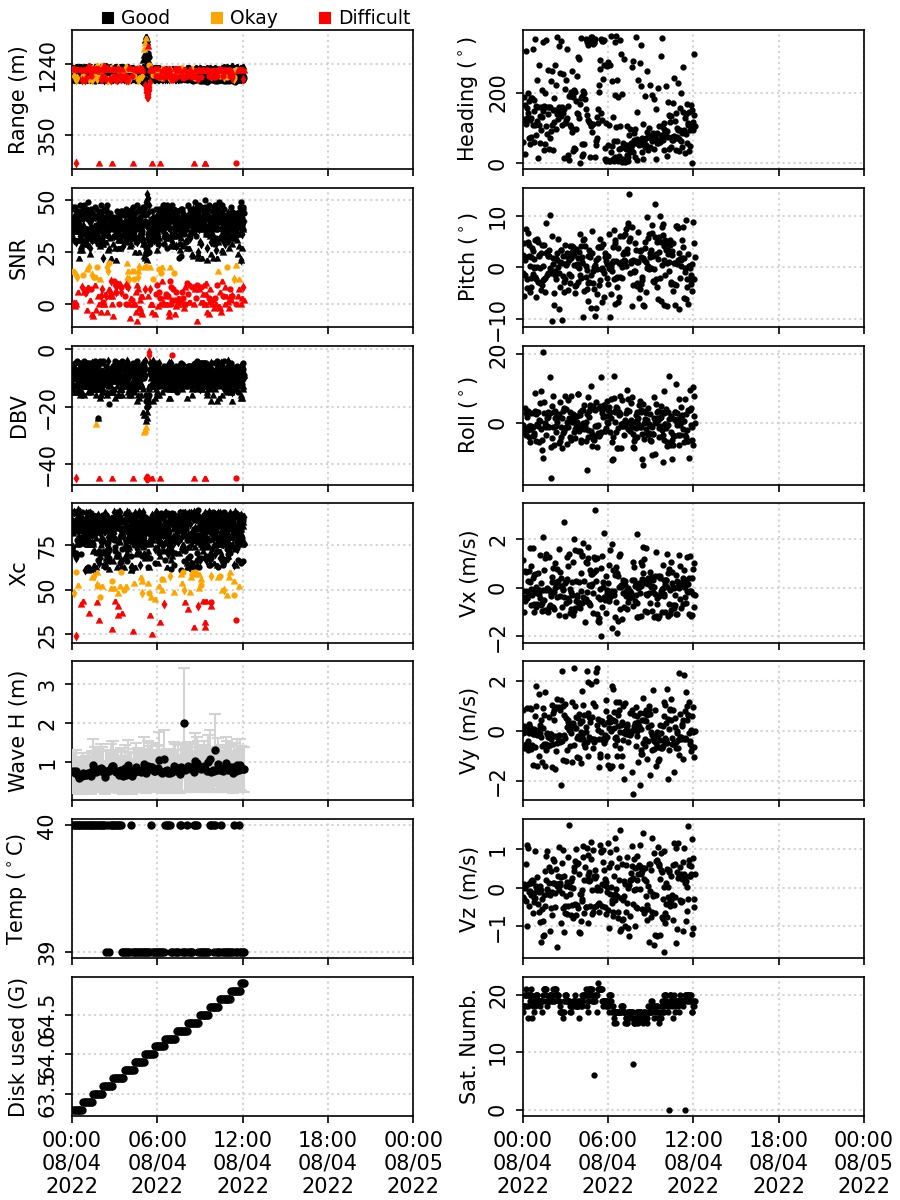 Good Okay Difficult
Range (m)
1240
350
Heading (°)
200
0
SNR
50
25
0
Pitch (°)
10
0
−10
DBV
0
−20
−40
Roll (°)
20
0
Xc
75
50
25
Vx (m/s)
2
0
−2
Wave H (m)
3
2
1
Vy (m/s)
2
0
−2
Temp (°C)
40
39
Vz (m/s)
1
0
−1
Disk used (G)
64.5
64.0
63.5
Sat. Numb.
20
10
0
00:00 06:00 12:00 18:00 00:00
08/04 08/04 08/04 08/04 08/05
2022 2022 2022 2022 2022
00:00 06:00 12:00 18:00 00:00
08/04 08/04 08/04 08/04 08/05
2022 2022 2022 2022 2022